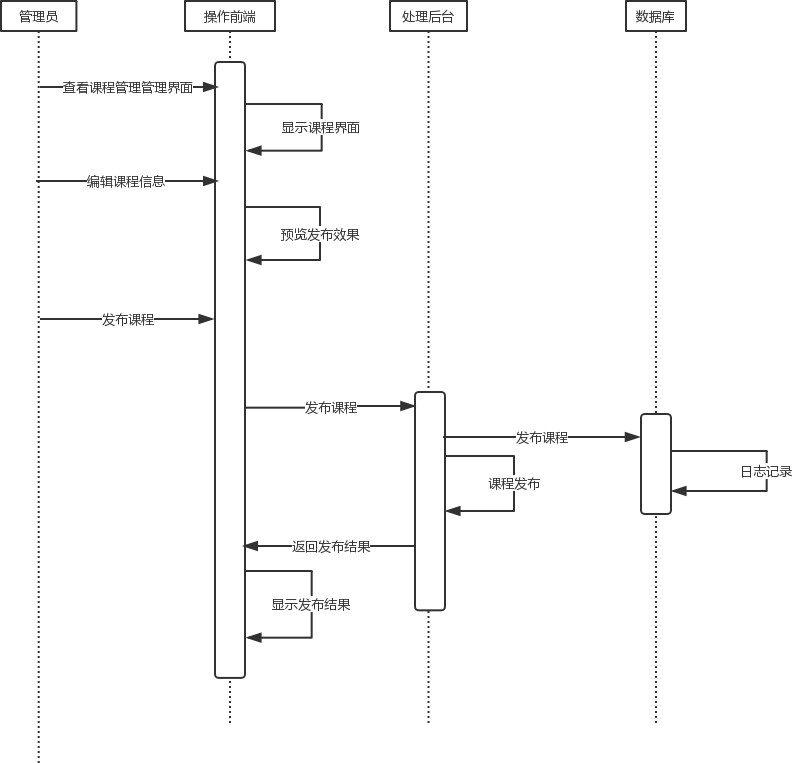 管理员
操作前端
处理后台
数据库
查看课程管理管理界面
显示课程界面
编辑课程信息
预览发布效果
发布课程
发布课程
发布课程
日志记录
课程发布
返回发布结果
显示发布结果